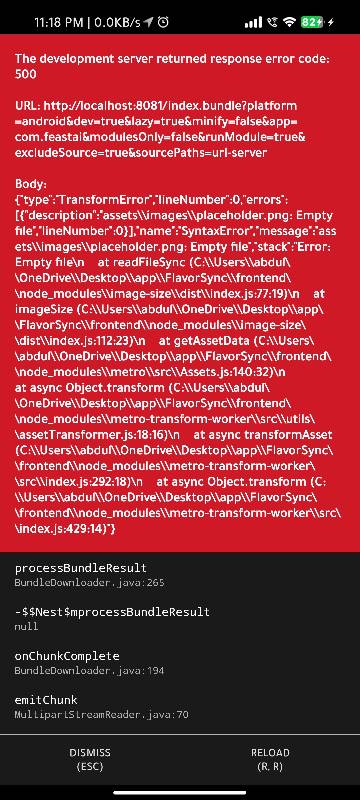 11:18 PM | 0.0KB/s
82
The development server returned response error code:
500
URL: http://localhost:8081/index.bundle?platform
=android&dev=true&lazy=true&minify=false&app=
com.feastai&modulesOnly=false&runModule=true&
excludeSource=true&sourcePaths=url-server
Body:
{"type":"TransformError","lineNumber":0,"errors":
[{"description":"assets\\images\\placeholder.png: Empty
file","lineNumber":0}],"name":"SyntaxError","message":"ass
ets\\images\\placeholder.png: Empty file","stack":"Error:
Empty file\n    at readFileSync (C:\\Users\\abdul\
\OneDrive\\Desktop\\app\\FlavorSync\\frontend\
\node_modules\\image-size\\dist\\index.js:77:19)\n    at
imageSize (C:\\Users\\abdul\\OneDrive\\Desktop\\app\
\FlavorSync\\frontend\\node_modules\\image-size\
\dist\\index.js:112:23)\n    at getAssetData (C:\\Users\
\abdul\\OneDrive\\Desktop\\app\\FlavorSync\\frontend\
\node_modules\\metro\\src\\Assets.js:140:32)\n
at async Object.transform (C:\\Users\\abdul\
\OneDrive\\Desktop\\app\\FlavorSync\\frontend\
\node_modules\\metro-transform-worker\\src\\utils\
\assetTransformer.js:18:16)\n    at async transformAsset
(C:\\Users\\abdul\\OneDrive\\Desktop\\app\\FlavorSync\
\frontend\\node_modules\\metro-transform-worker\
\src\\index.js:292:18)\n    at async Object.transform (C:
\\Users\\abdul\\OneDrive\\Desktop\\app\\FlavorSync\
\frontend\\node_modules\\metro-transform-worker\\src\
\index.js:429:14)"}
processBundleResult
BundleDownloader.java:265
-$$Nest$mprocessBundleResult
null
onChunkComplete
BundleDownloader.java:194
emitChunk
MultipartStreamReader.java:70
DISMISS
(ESC)
RELOAD
(R, R)